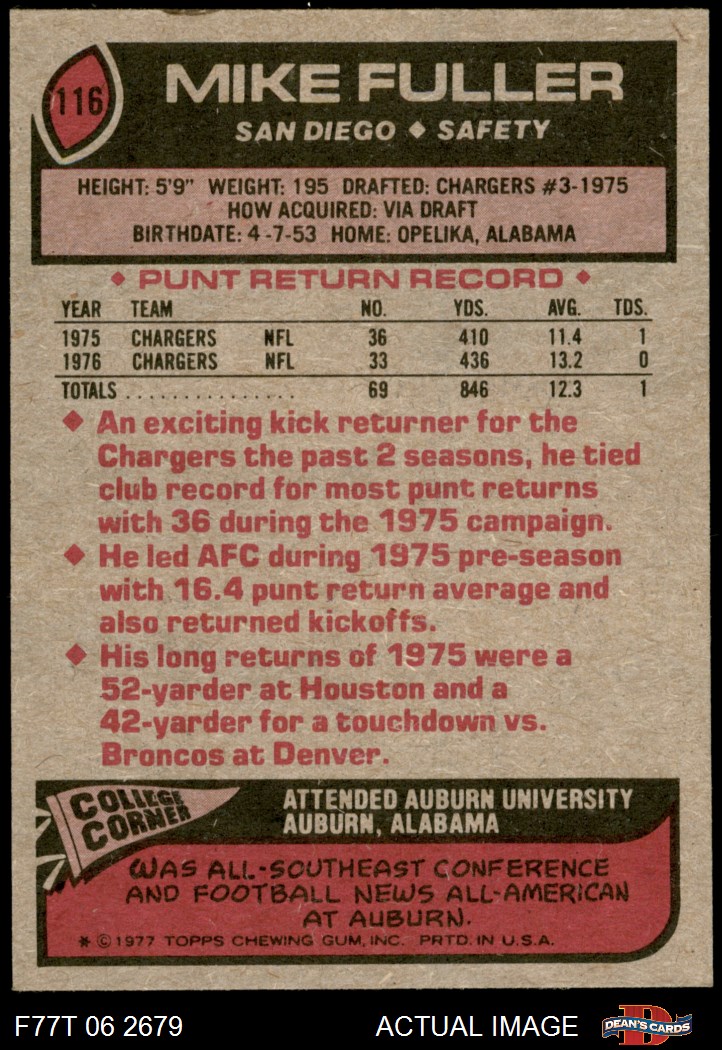 116
MIKE FULLER
SAN DIEGO ◆ SAFETY
HEIGHT: 5'9" WEIGHT: 195 DRAFTED: CHARGERS #3-1975
HOW ACQUIRED: VIA DRAFT
BIRTHDATE: 4-7-53 HOME: OPELIKA, ALABAMA
◆ PUNT RETURN RECORD ◆
YEAR TEAM NO. YDS. AVG. TDS.
1975 CHARGERS NFL 36 410 11.4 1
1976 CHARGERS NFL 33 436 13.2 0
TOTALS . . . . . . . . . . . . . . . 69 846 12.3 1
◆ An exciting kick returner for the
Chargers the past 2 seasons, he tied
club record for most punt returns
with 36 during the 1975 campaign.
◆ He led AFC during 1975 pre-season
with 16.4 punt return average and
also returned kickoffs.
◆ His long returns of 1975 were a
52-yarder at Houston and a
42-yarder for a touchdown vs.
Broncos at Denver.
COLLEGE
CORNER
ATTENDED AUBURN UNIVERSITY
AUBURN, ALABAMA
WAS ALL-SOUTHEAST CONFERENCE
AND FOOTBALL NEWS ALL-AMERICAN
AT AUBURN.
* © 1977 TOPPS CHEWING GUM, INC. PRTD. IN U.S.A.
F77T 06 2679 ACTUAL IMAGE
D
DEAN'S CARDS